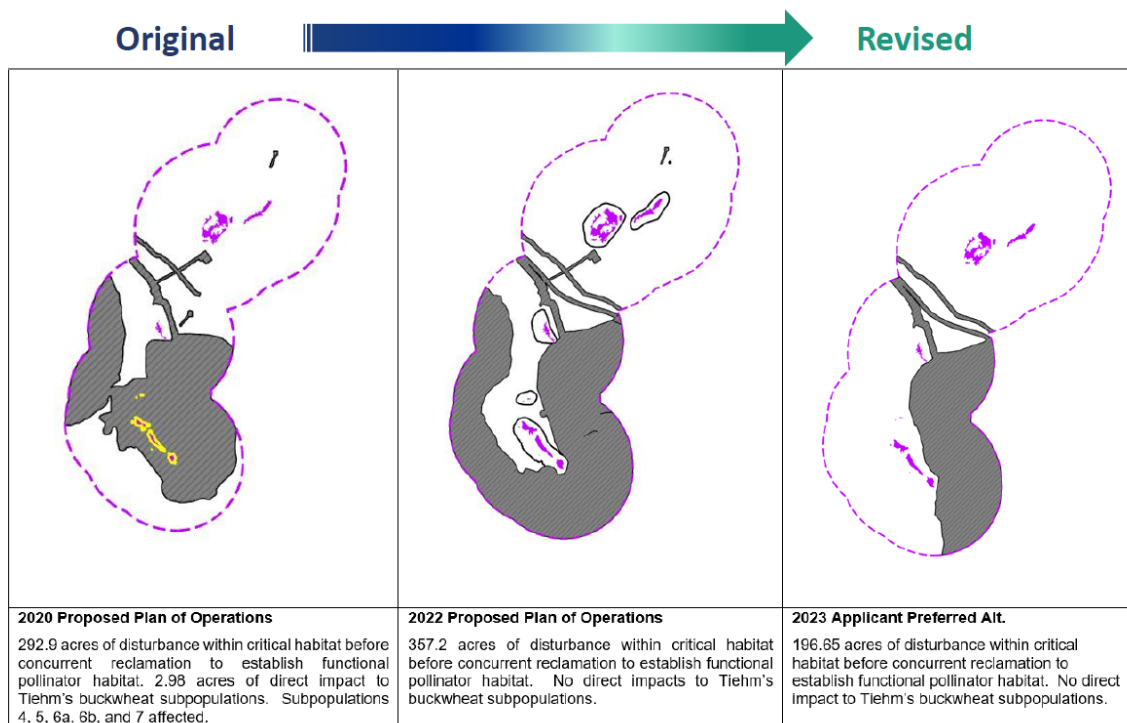 Original
Revised
2020 Proposed Plan of Operations
292.9 acres of disturbance within critical habitat before
concurrent reclamation to establish functional
pollinator habitat. 2.98 acres of direct impact to
Tiehm's buckwheat subpopulations. Subpopulations
4, 5, 6a, 6b, and 7 affected.
2022 Proposed Plan of Operations
357.2 acres of disturbance within critical habitat
before concurrent reclamation to establish functional
pollinator habitat. No direct impacts to Tiehm's
buckwheat subpopulations.
2023 Applicant Preferred Alt.
196.65 acres of disturbance within critical
habitat before concurrent reclamation to
establish functional pollinator habitat. No direct
impact to Tiehm's buckwheat subpopulations.